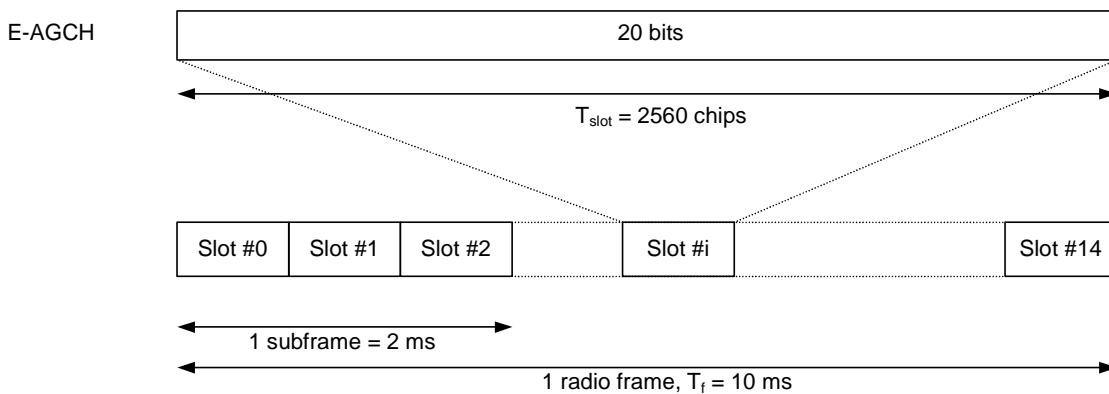 E-AGCH
20 bits
Tslot = 2560 chips
Slot #0 Slot #1 Slot #2 Slot #i Slot #14
1 subframe = 2 ms
1 radio frame, Tf = 10 ms